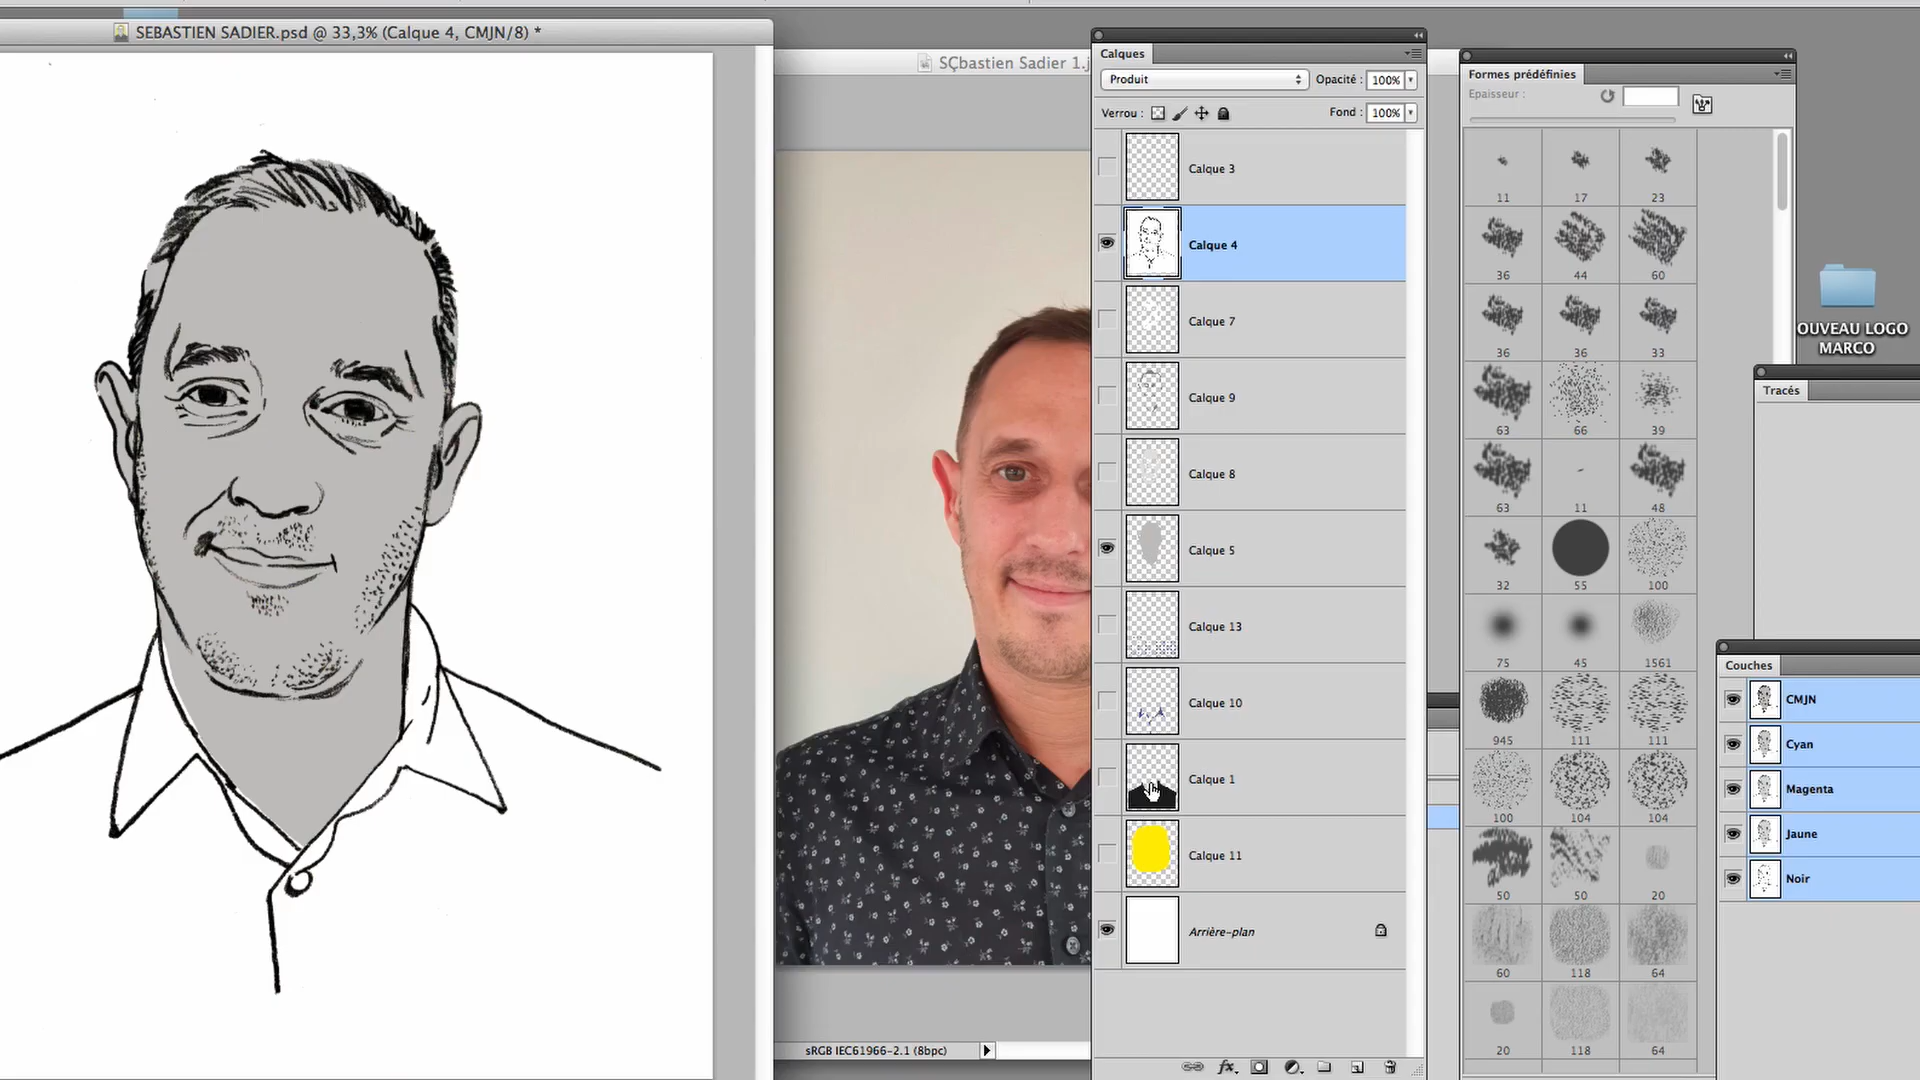 SEBASTIEN SADIER.psd @ 33,3% (Calque 4, CMJN/8) *
SÇbastien Sadier 1.j
sRGB IEC61966-2.1 (8bpc)
Calques
Produit
Opacité : 100%
Verrou :
Fond : 100%
Calque 3
Calque 4
Calque 7
Calque 9
Calque 8
Calque 5
Calque 13
Calque 10
Calque 1
Calque 11
Arrière-plan
fx
Formes prédéfinies
Epaisseur :
11 17 23
36 44 60
36 36 33
63 66 39
63 11 48
32 55 100
75 45 1561
945 111 111
100 104 104
50 50 20
60 118 64
20 118 64
OUVEAU LOGO
MARCO
Tracés
Couches
CMJN
Cyan
Magenta
Jaune
Noir